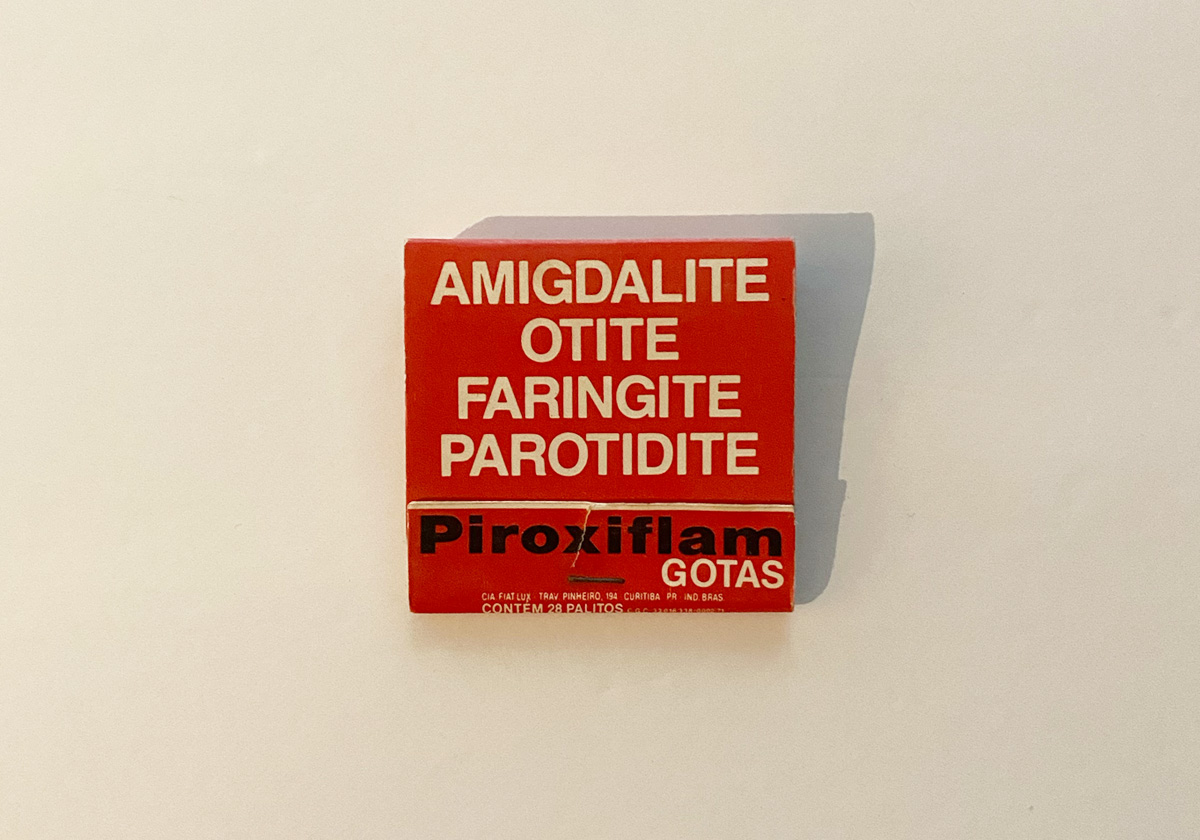 AMIGDALITE
OTITE
FARINGITE
PAROTIDITE
Piroxiflam
GOTAS
CIA. FIAT LUX TRAV. PINHEIRO, 194 CURITIBA PR IND BRAS
CONTÉM 28 PALITOS C.G.C.